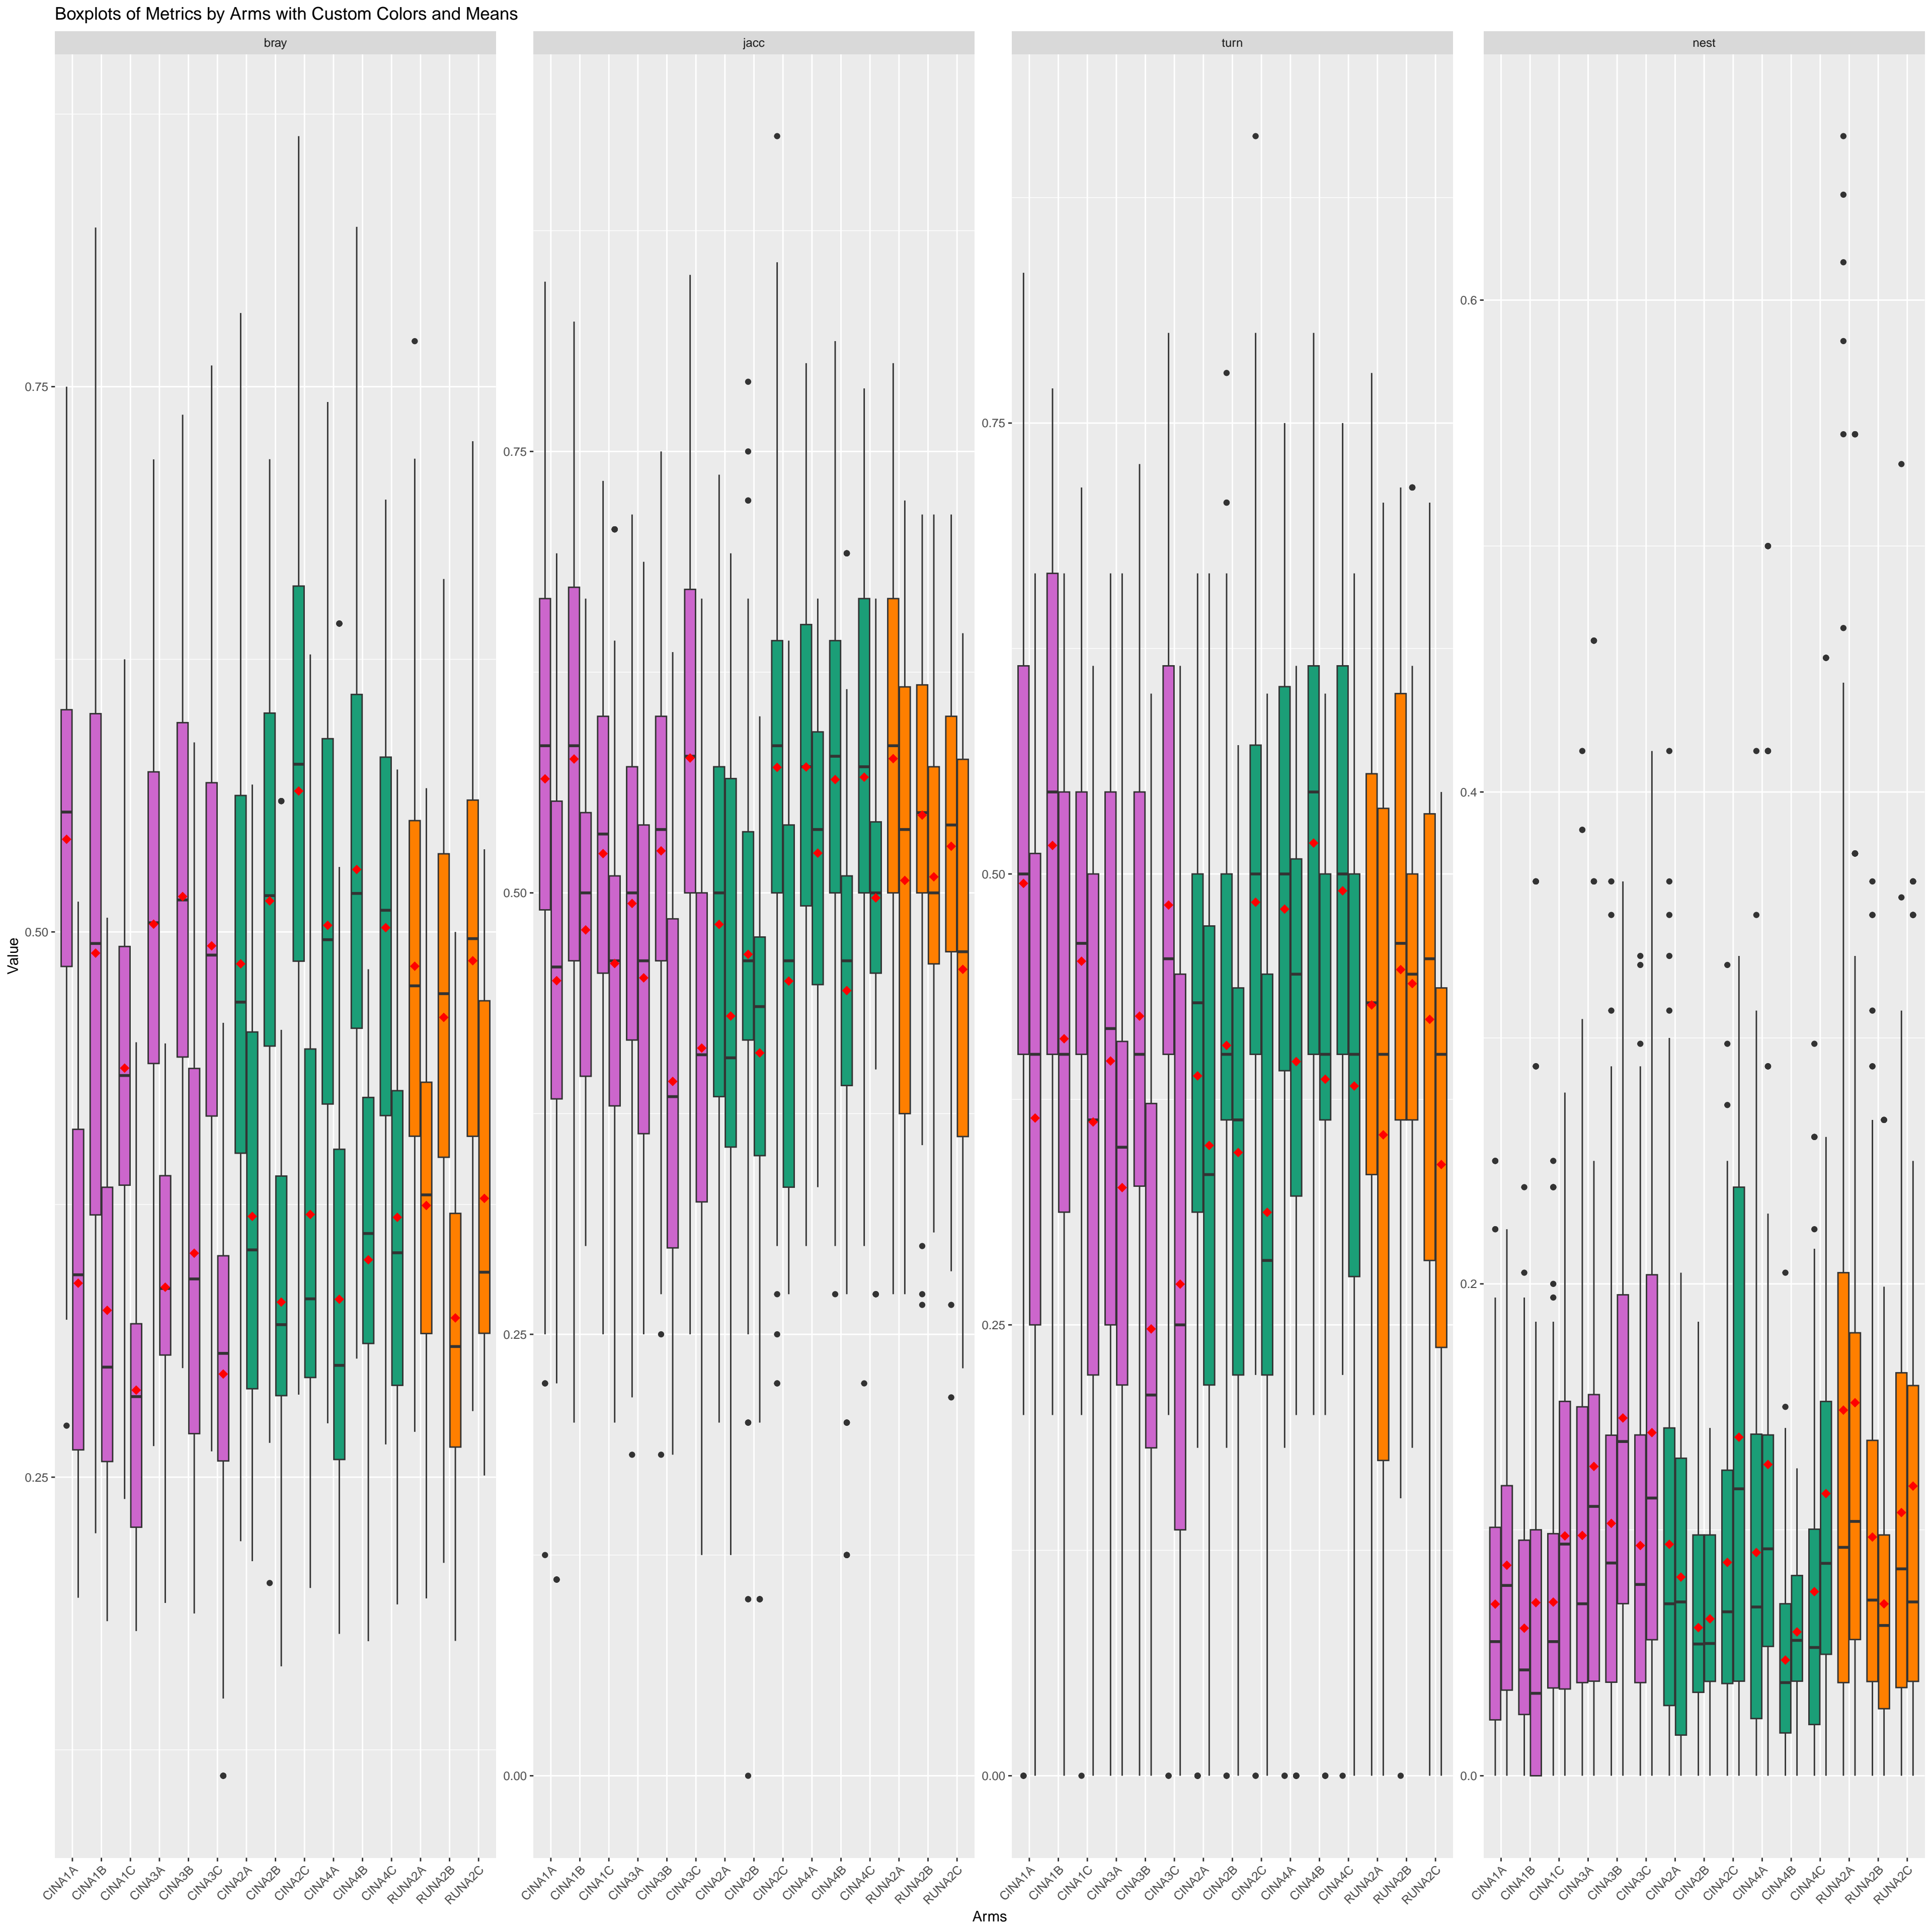 Boxplots of Metrics by Arms with Custom Colors and Means
bray
jacc
turn
nest
Value
0.75
0.50
0.25
0.75
0.50
0.25
0.00
0.75
0.50
0.25
0.00
0.6
0.4
0.2
0.0
CINA1A CINA1B CINA1C CINA3A CINA3B CINA3C CINA2A CINA2B CINA2C CINA4A CINA4B CINA4C RUNA2A RUNA2B RUNA2C
CINA1A CINA1B CINA1C CINA3A CINA3B CINA3C CINA2A CINA2B CINA2C CINA4A CINA4B CINA4C RUNA2A RUNA2B RUNA2C
CINA1A CINA1B CINA1C CINA3A CINA3B CINA3C CINA2A CINA2B CINA2C CINA4A CINA4B CINA4C RUNA2A RUNA2B RUNA2C
CINA1A CINA1B CINA1C CINA3A CINA3B CINA3C CINA2A CINA2B CINA2C CINA4A CINA4B CINA4C RUNA2A RUNA2B RUNA2C
Arms